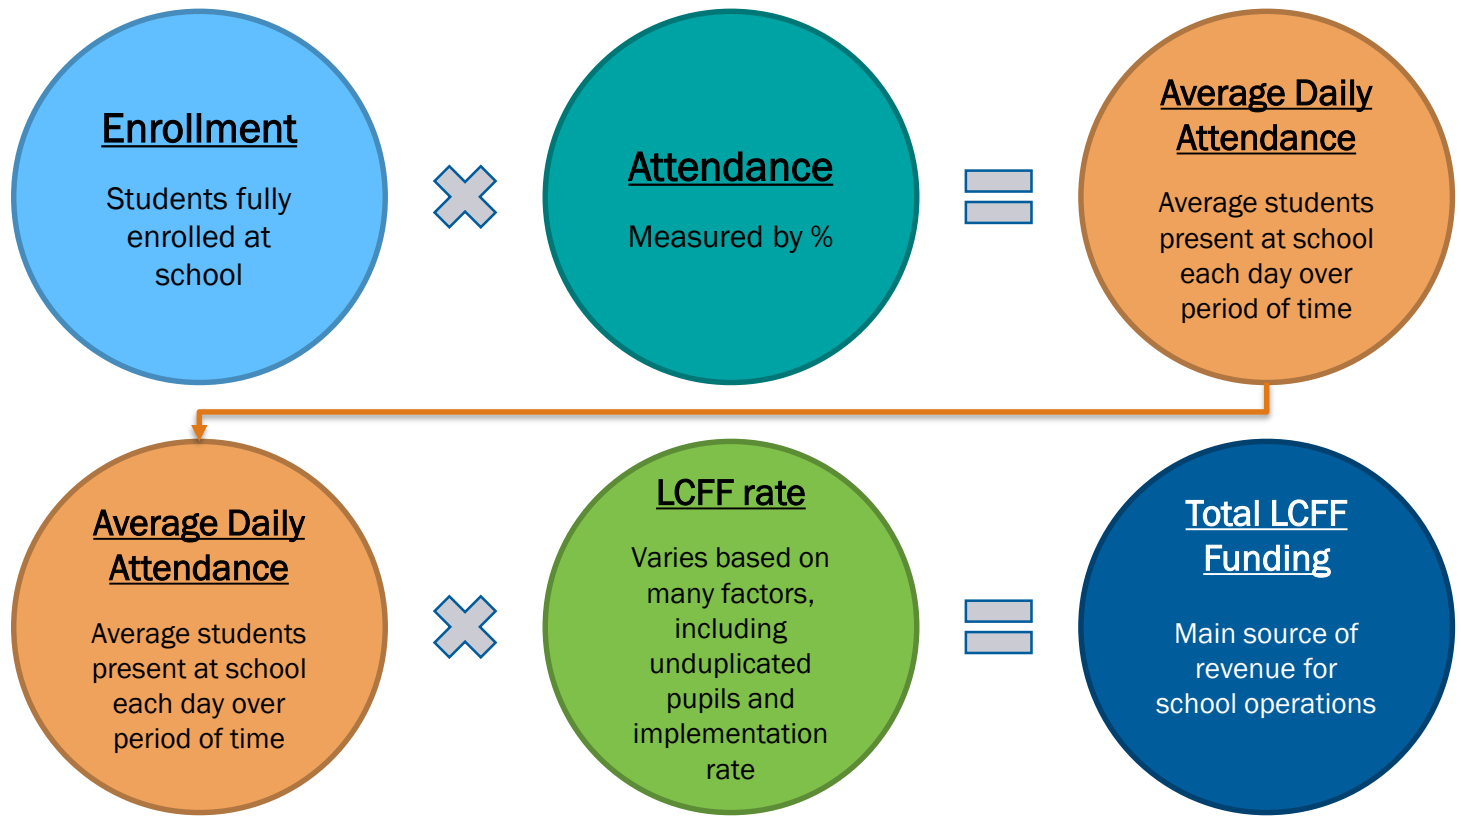 Enrollment
Students fully
enrolled at
school
Attendance
Measured by %
Average Daily
Attendance
Average students
present at school
each day over
period of time
Average Daily
Attendance
Average students
present at school
each day over
period of time
LCFF rate
Varies based on
many factors,
including
unduplicated
pupils and
implementation
rate
Total LCFF
Funding
Main source of
revenue for
school operations